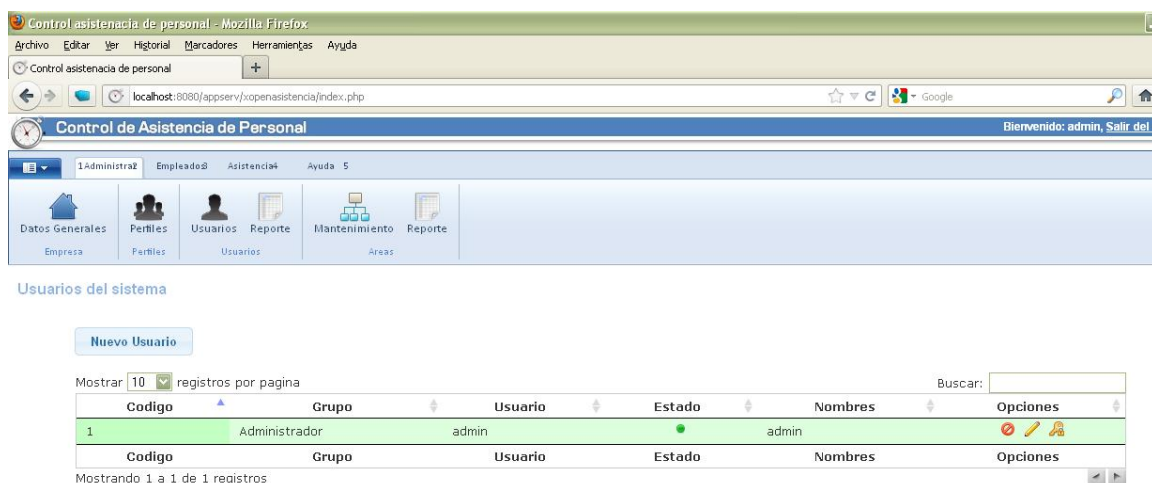 Control asistenacia de personal - Mozilla Firefox
Archivo Editar Ver Historial Marcadores Herramientas Ayuda
Control asistenacia de personal +
localhost:8080/appserv/xopenasistencia/index.php Google
Control de Asistencia de Personal Bienvenido: admin, Salir del
1Administra2 Empleados3 Asistencia4 Ayuda 5
Datos Generales Perfiles Usuarios Reporte Mantenimiento Reporte
Empresa Perfiles Usuarios Areas
Usuarios del sistema
Nuevo Usuario
Mostrar 10 registros por pagina Buscar:
Codigo Grupo Usuario Estado Nombres Opciones
1 Administrador admin admin
Codigo Grupo Usuario Estado Nombres Opciones
Mostrando 1 a 1 de 1 registros